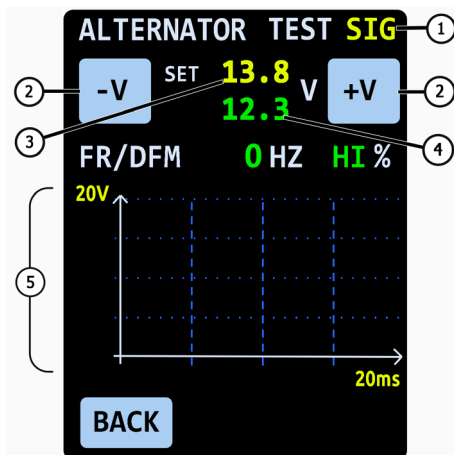 ALTERNATOR TEST SIG 1
2 -V SET 13.8 V +V 2
3 12.3 4
FR/DFM 0 HZ HI %
20V
5
20ms
BACK